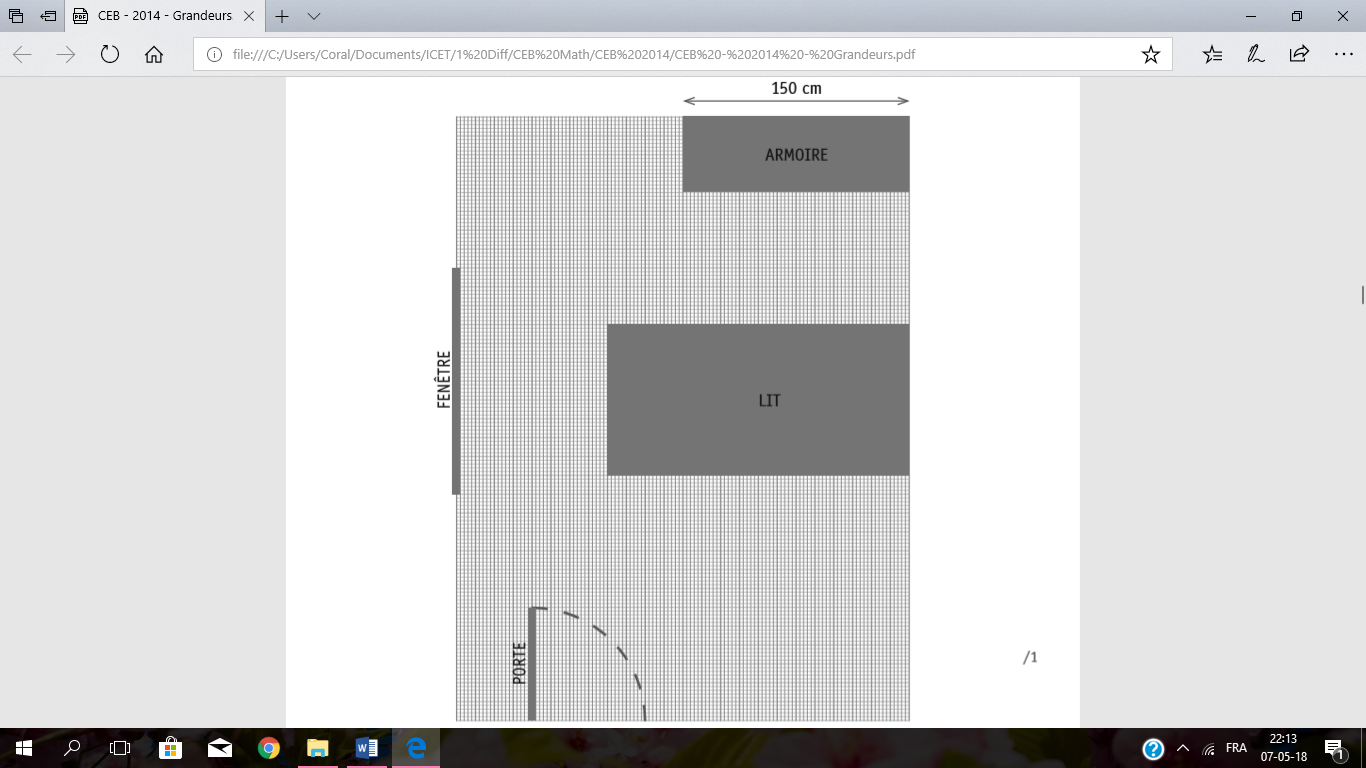 CEB - 2014 - Grandeurs.
file:///C:/Users/Coral/Documents/ICET/1%20Diff/CEB%20Math/CEB%202014/CEB%20-%202014%20-%20Grandeurs.pdf
150 cm
ARMOIRE
FENÊTRE
LIT
PORTE
/1
FRA
22:13
07-05-18
1